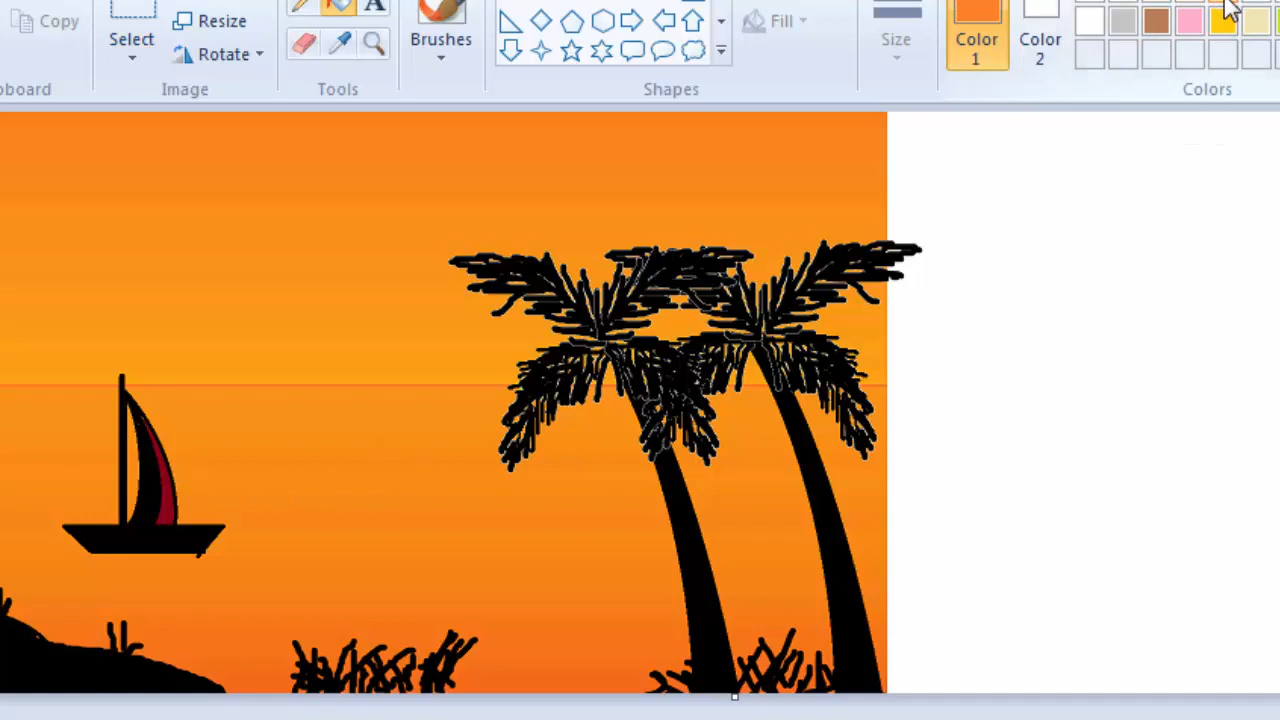 Copy
Resize
Rotate
Select
Brushes
Fill
Size
Color
1
Color
2
A
board
Image
Tools
Shapes
Colors